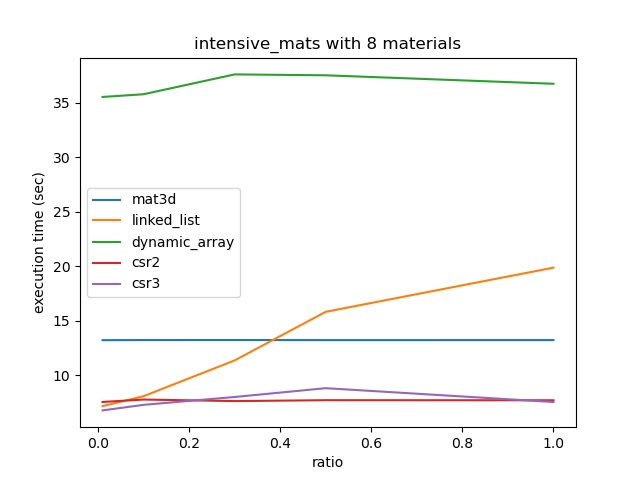 intensive_mats with 8 materials
execution time (sec)
35
30
25
20
15
10
mat3d
linked_list
dynamic_array
csr2
csr3
0.0 0.2 0.4 0.6 0.8 1.0
ratio